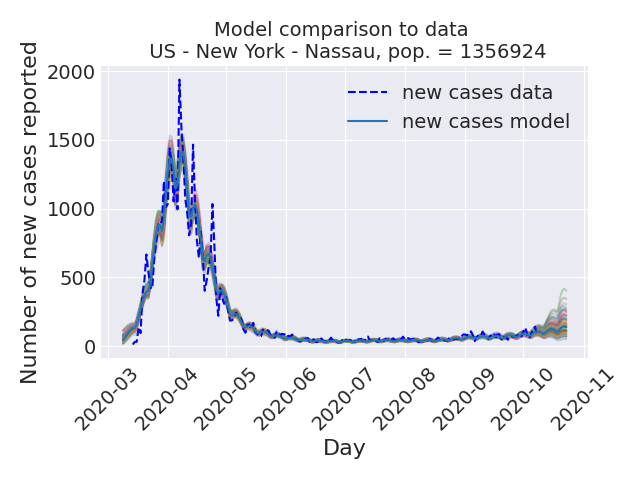 Model comparison to data
US - New York - Nassau, pop. = 1356924
Number of new cases reported
2000
1500
1000
500
0
new cases data
new cases model
2020-03
2020-04
2020-05
2020-06
2020-07
2020-08
2020-09
2020-10
2020-11
Day